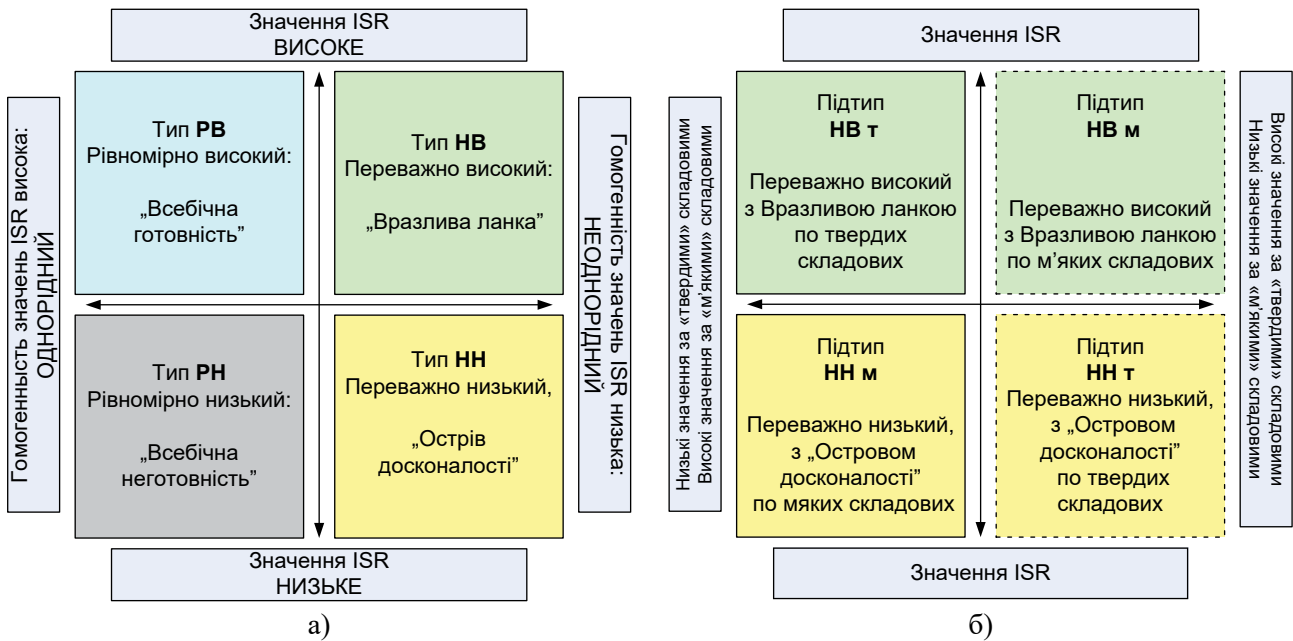 Значення ISR
ВИСОКЕ
Гомогенныість значень ISR висока:
ОДНОРІДНИЙ
Тип РВ
Рівномірно високий:
„Всебічна
готовність”
Тип НВ
Переважно високий:
„Вразлива ланка”
Тип РН
Рівномірно низький:
„Всебічна
неготовність”
Тип НН
Переважно низький,
„Острів
досконалості”
Гомогенність значень ISR низька:
НЕОДНОРІДНИЙ
Значення ISR
НИЗЬКЕ
а)
Значення ISR
Низькі значення за «твердими» складовими
Високі значення за «м'якими» складовими
Підтип
НВ т
Переважно високий
з Вразливою ланкою
по твердих
складових
Підтип
НВ м
Переважно високий
з Вразливою ланкою
по м’яких складових
Підтип
НН м
Переважно низький,
з „Островом
досконалості”
по мяких складових
Підтип
НН т
Переважно низький,
з „Островом
досконалості”
по твердих
складових
Високі значення за «твердими» складовими
Низькі значення за «м'якими» складовими
Значення ISR
б)